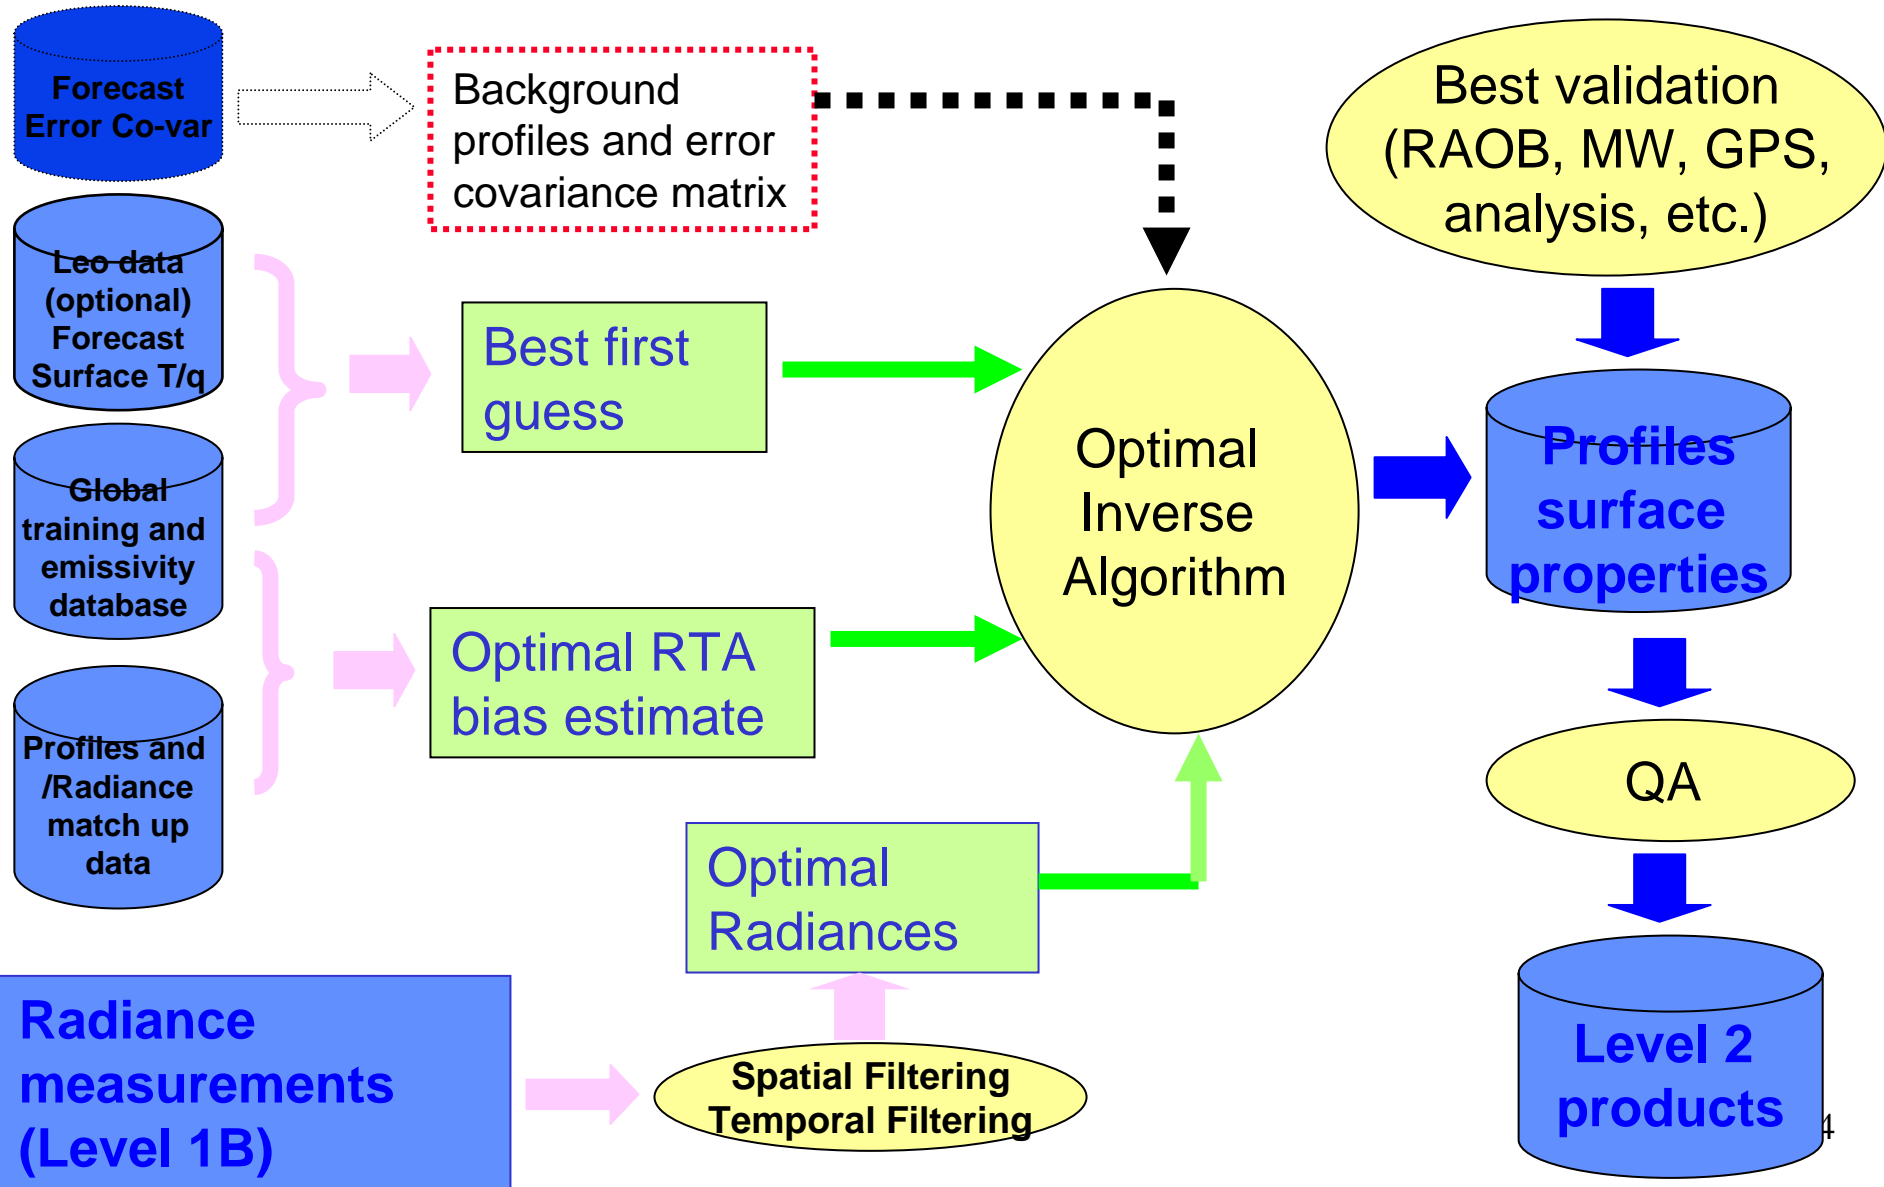 Forecast
Error Co-var
Background
profiles and error
covariance matrix
Best validation
(RAOB, MW, GPS,
analysis, etc.)
Leo data
(optional)
Forecast
Surface T/q
Best first
guess
Global
training and
emissivity
database
Optimal
Inverse
Algorithm
Profiles
surface
properties
Optimal RTA
bias estimate
Profiles and
/Radiance
match up
data
QA
Optimal
Radiances
Radiance
measurements
(Level 1B)
Spatial Filtering
Temporal Filtering
Level 2
products
4